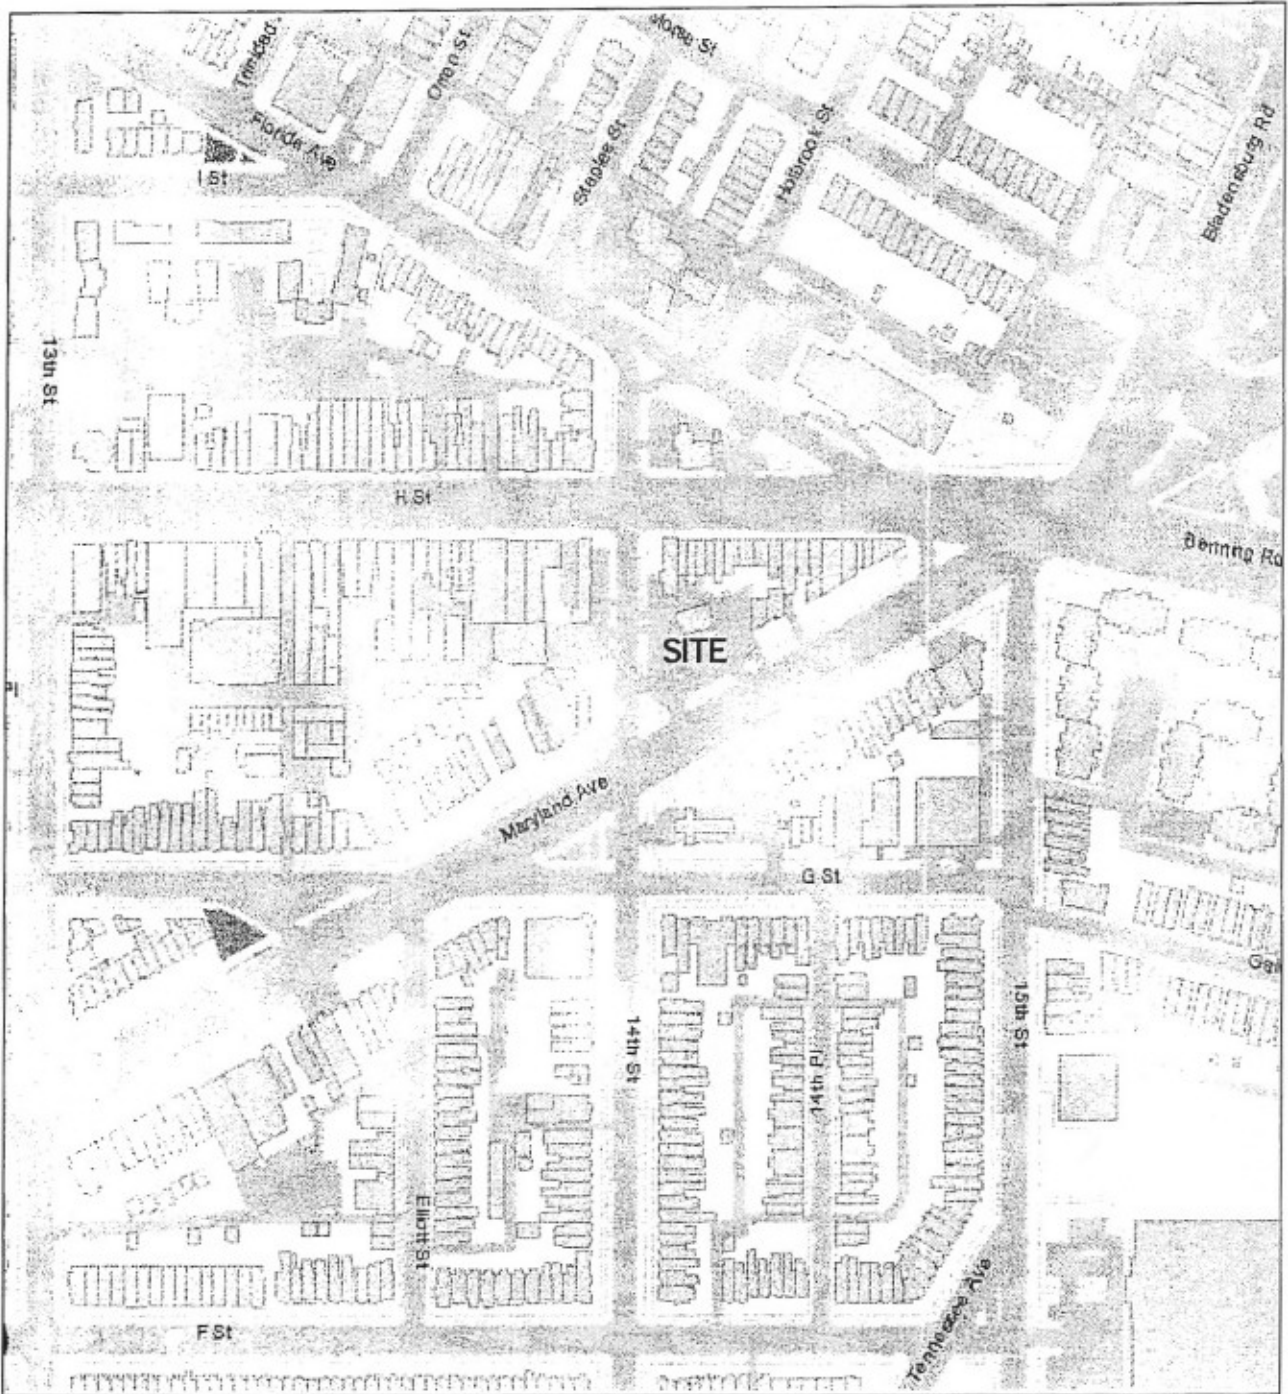 Morse St
Trinidad
Orren St
Florida Ave
Staples St
Holbrook St
Bladensburg Rd
I St
13th St
H St
Benning Rd
SITE
Maryland Ave
G St
Gal
14th St
15th St
14th Pl
Elliott St
Tennessee Ave
F St